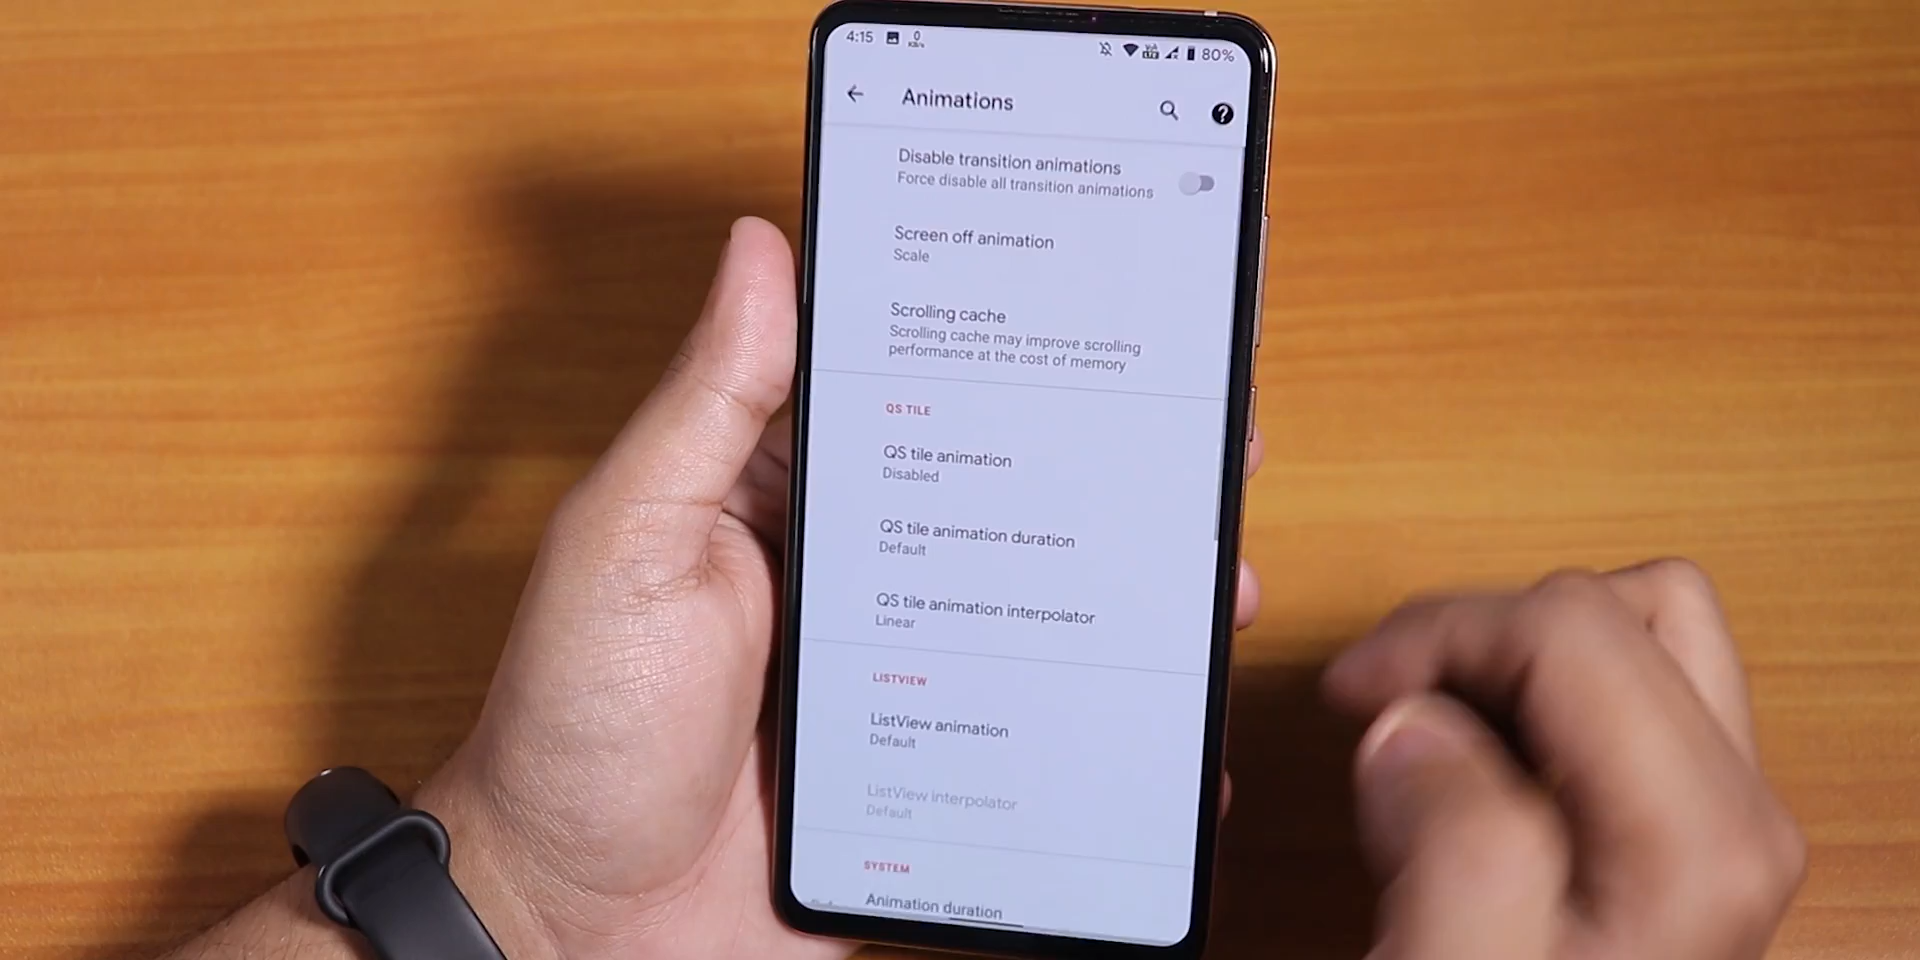 4:15 0 KB/s 80%
Animations
Disable transition animations
Force disable all transition animations
Screen off animation
Scale
Scrolling cache
Scrolling cache may improve scrolling
performance at the cost of memory
QS TILE
QS tile animation
Disabled
QS tile animation duration
Default
QS tile animation interpolator
Linear
LISTVIEW
ListView animation
Default
ListView interpolator
Default
SYSTEM
Animation duration